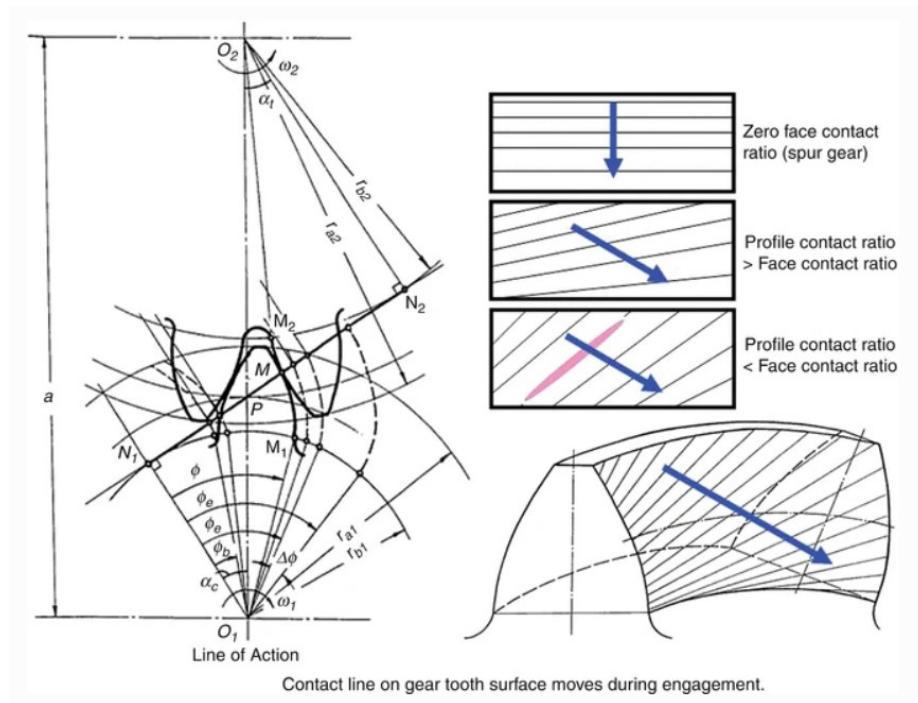 O2
ω2
αt
rb2
ra2
N2
M2
M
a
P
N1
M1
ϕ
ϕe
ϕe
ϕb
Δϕ
αc
ra1
rb1
ω1
O1
Line of Action
Zero face contact
ratio (spur gear)
Profile contact ratio
> Face contact ratio
Profile contact ratio
< Face contact ratio
Contact line on gear tooth surface moves during engagement.